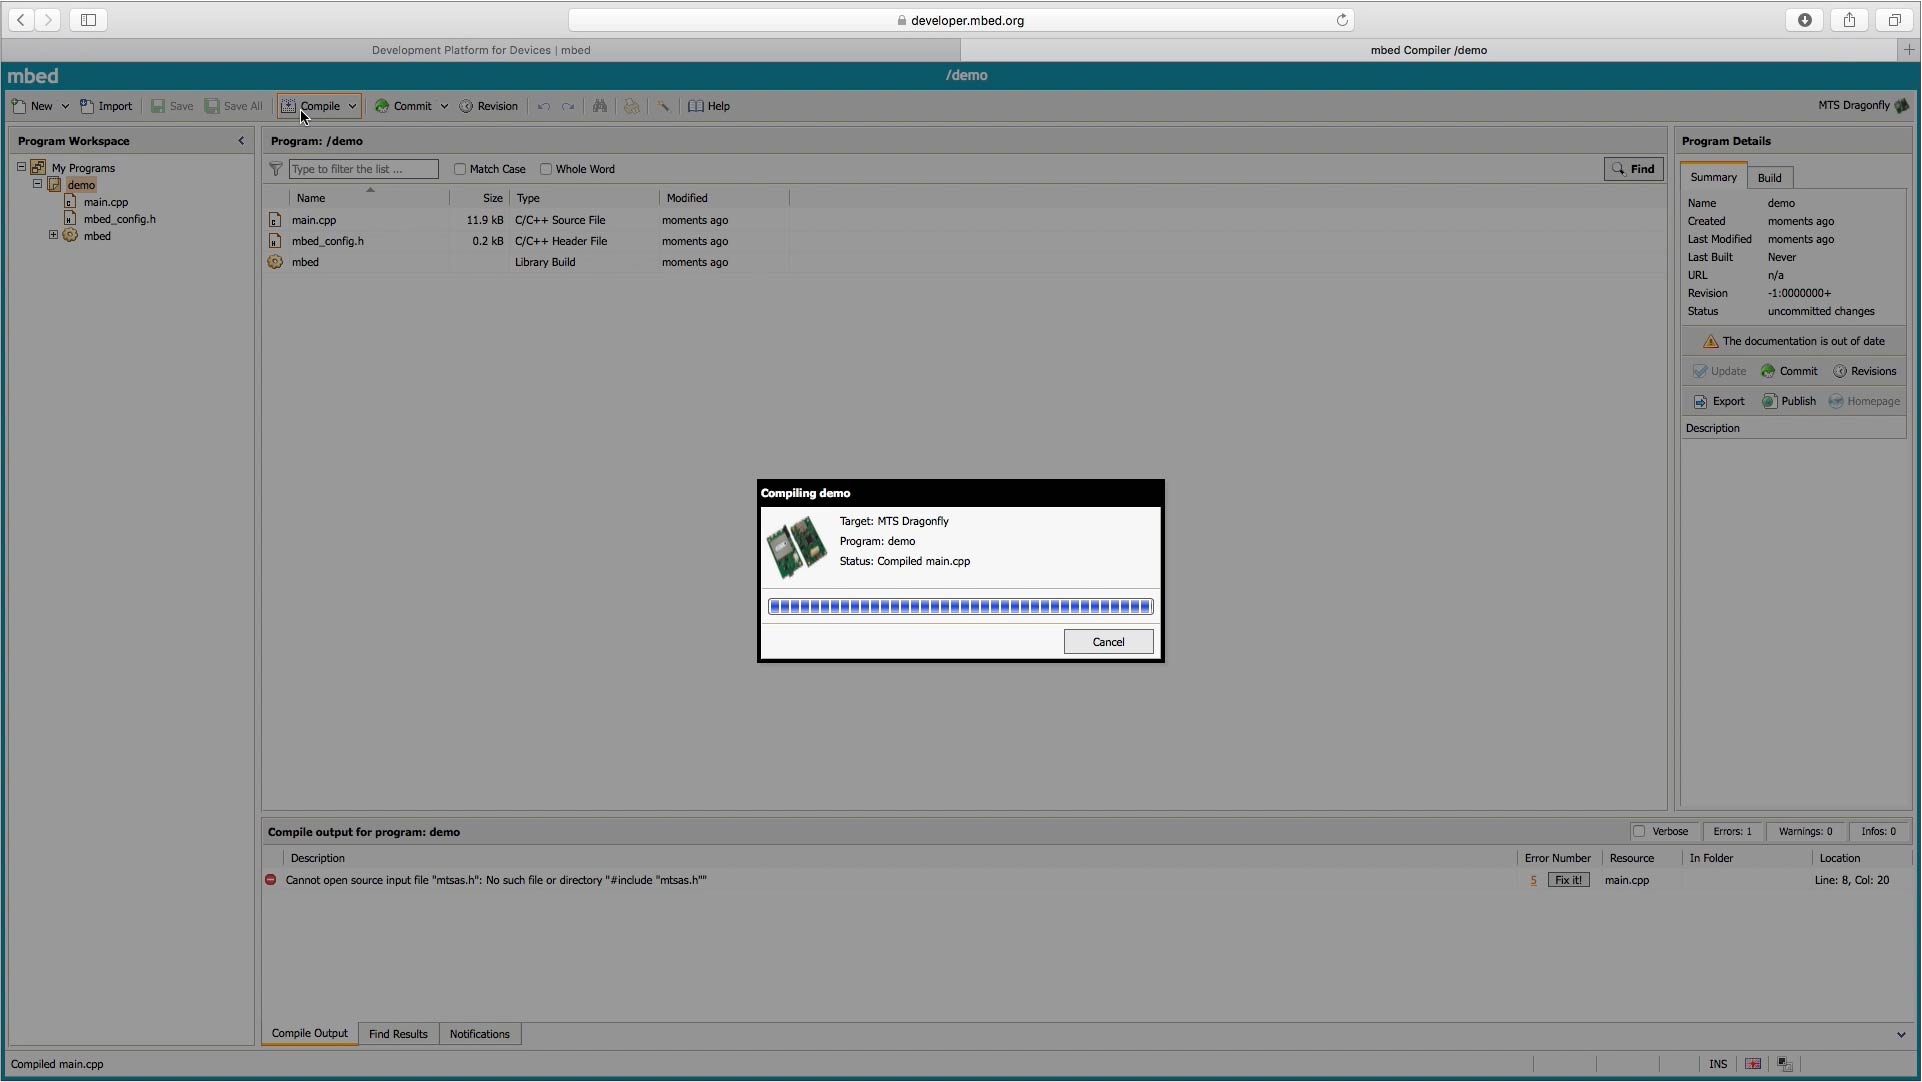 developer.mbed.org
Development Platform for Devices | mbed
mbed Compiler /demo
mbed
/demo
New Import Save Save All Compile Commit Revision Help
MTS Dragonfly
Program Workspace
My Programs
demo
main.cpp
mbed_config.h
mbed
Program: /demo
Type to filter the list ... Match Case Whole Word Find
Name Size Type Modified
main.cpp 11.9 kB C/C++ Source File moments ago
mbed_config.h 0.2 kB C/C++ Header File moments ago
mbed Library Build moments ago
Program Details
Summary Build
Name demo
Created moments ago
Last Modified moments ago
Last Built Never
URL n/a
Revision -1:0000000+
Status uncommitted changes
The documentation is out of date
Update Commit Revisions
Export Publish Homepage
Description
Compiling demo
Target: MTS Dragonfly
Program: demo
Status: Compiled main.cpp
Cancel
Compile output for program: demo
Verbose Errors: 1 Warnings: 0 Infos: 0
Description Error Number Resource In Folder Location
Cannot open source input file "mtsas.h": No such file or directory "#include "mtsas.h"" 5 Fix it! main.cpp Line: 8, Col: 20
Compile Output Find Results Notifications
Compiled main.cpp
INS